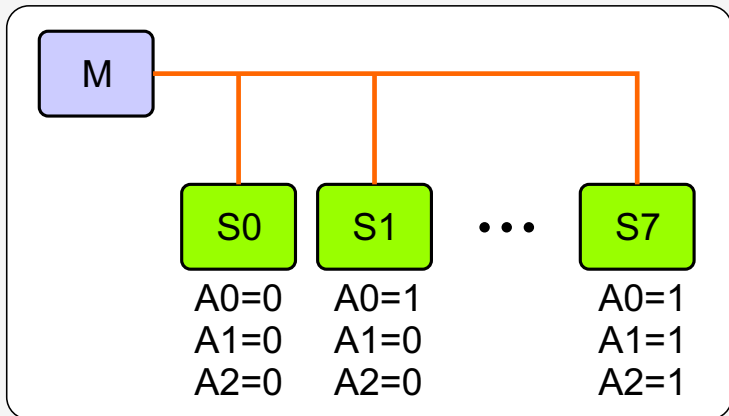 M
S0 S1 ••• S7
A0=0 A0=1 A0=1
A1=0 A1=0 A1=1
A2=0 A2=0 A2=1